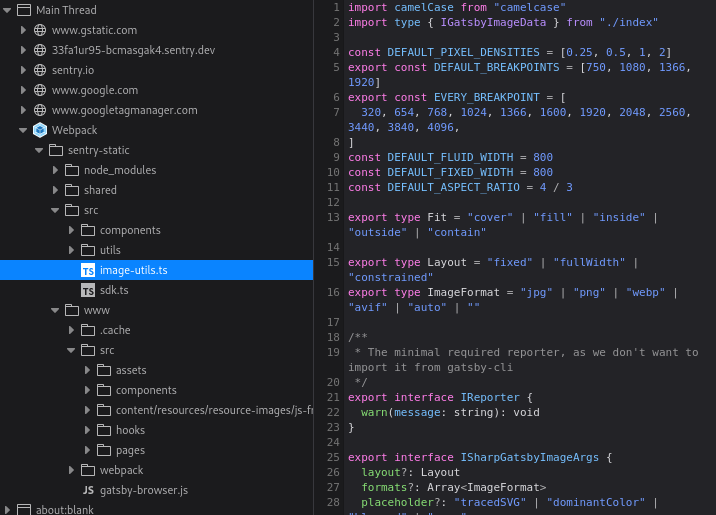 Main Thread
www.gstatic.com
33fa1ur95-bcmasgak4.sentry.dev
sentry.io
www.google.com
www.googletagmanager.com
Webpack
sentry-static
node_modules
shared
src
components
utils
TS image-utils.ts
TS sdk.ts
www
.cache
src
assets
components
content/resources/resource-images/js-fr
hooks
pages
webpack
JS gatsby-browser.js
about:blank
1 import camelCase from "camelcase"
2 import type { IGatsbyImageData } from "./index"
3
4 const DEFAULT_PIXEL_DENSITIES = [0.25, 0.5, 1, 2]
5 export const DEFAULT_BREAKPOINTS = [750, 1080, 1366,
1920]
6 export const EVERY_BREAKPOINT = [
7 320, 654, 768, 1024, 1366, 1600, 1920, 2048, 2560,
3440, 3840, 4096,
8 ]
9 const DEFAULT_FLUID_WIDTH = 800
10 const DEFAULT_FIXED_WIDTH = 800
11 const DEFAULT_ASPECT_RATIO = 4 / 3
12
13 export type Fit = "cover" | "fill" | "inside" |
"outside" | "contain"
14
15 export type Layout = "fixed" | "fullWidth" |
"constrained"
16 export type ImageFormat = "jpg" | "png" | "webp" |
"avif" | "auto" | ""
17
18 /**
19 * The minimal required reporter, as we don't want to
import it from gatsby-cli
20 */
21 export interface IReporter {
22 warn(message: string): void
23 }
24
25 export interface ISharpGatsbyImageArgs {
26 layout?: Layout
27 formats?: Array<ImageFormat>
28 placeholder?: "tracedSVG" | "dominantColor" |